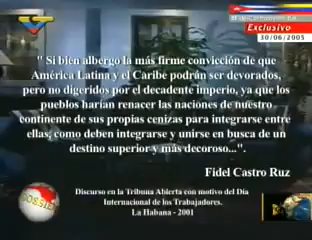 Exclusivo
30/06/2005
" Si bien albergo la más firme convicción de que
América Latina y el Caribe podrán ser devorados,
pero no digeridos por el decadente imperio, ya que los
pueblos harían renacer las naciones de nuestro
continente de sus propias cenizas para integrarse entre
ellas, como deben integrarse y unirse en busca de un
destino superior y más decoroso...".
Fidel Castro Ruz
Discurso en la Tribuna Abierta con motivo del Día
Internacional de los Trabajadores.
La Habana - 2001